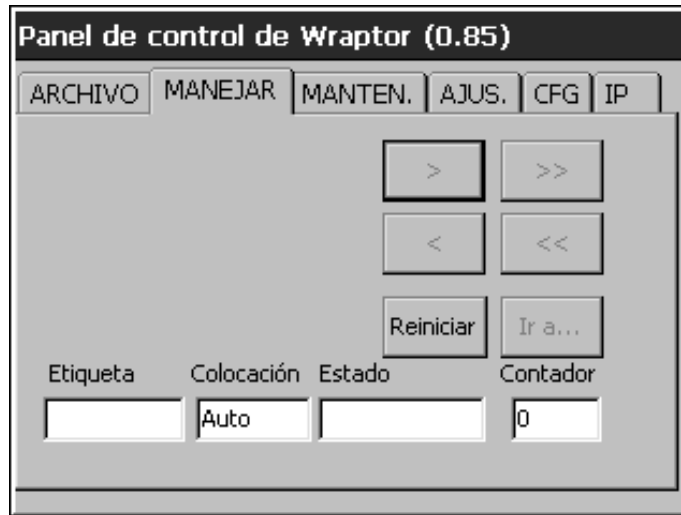 Panel de control de Wraptor (0.85)
ARCHIVO MANEJAR MANTEN. AJUS. CFG IP
> >>
< <<
Reiniciar Ir a...
Etiqueta Colocación Estado Contador
Auto 0